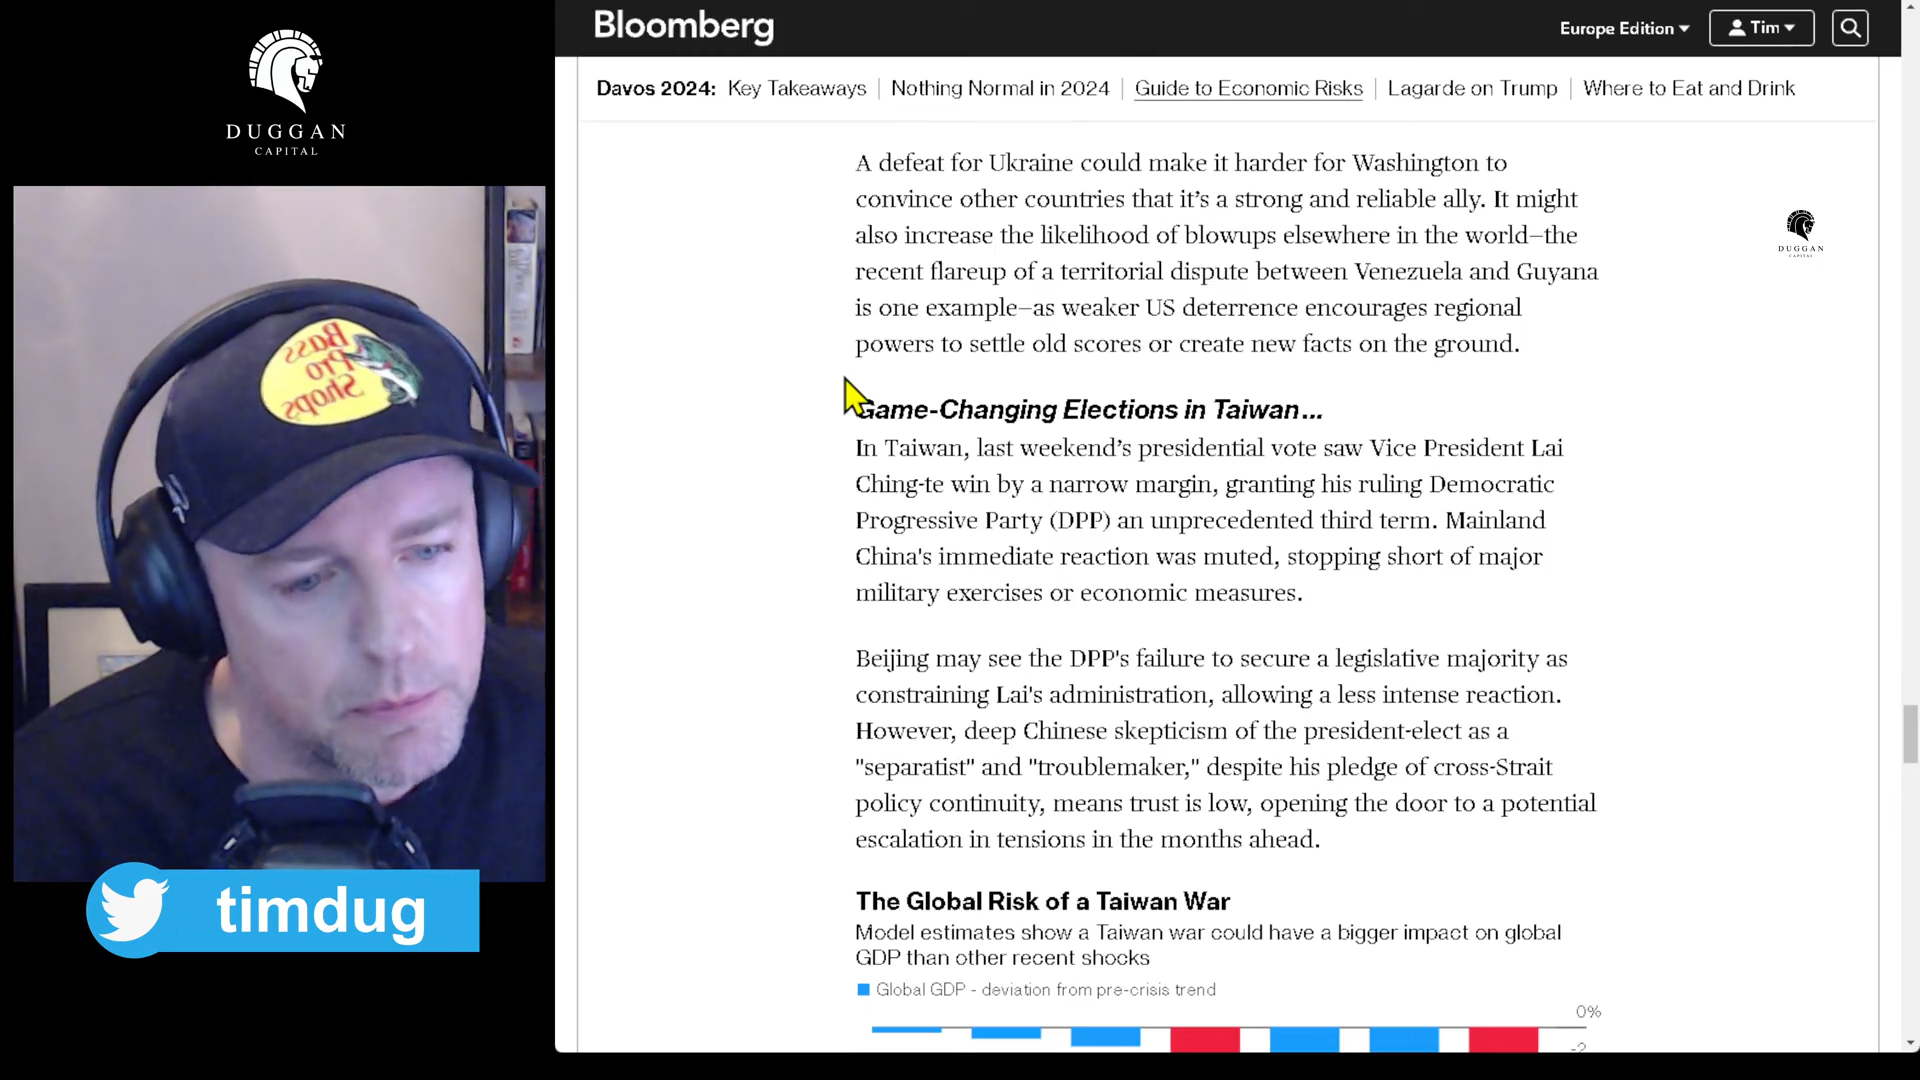 DUGGAN
CAPITAL
Bass
Pro
Shops
timdug
Bloomberg
Europe Edition
Tim
Davos 2024: Key Takeaways | Nothing Normal in 2024 | Guide to Economic Risks | Lagarde on Trump | Where to Eat and Drink
A defeat for Ukraine could make it harder for Washington to
convince other countries that it’s a strong and reliable ally. It might
also increase the likelihood of blowups elsewhere in the world–the
recent flareup of a territorial dispute between Venezuela and Guyana
is one example–as weaker US deterrence encourages regional
powers to settle old scores or create new facts on the ground.
DUGGAN
CAPITAL
Game-Changing Elections in Taiwan...
In Taiwan, last weekend’s presidential vote saw Vice President Lai
Ching-te win by a narrow margin, granting his ruling Democratic
Progressive Party (DPP) an unprecedented third term. Mainland
China's immediate reaction was muted, stopping short of major
military exercises or economic measures.
Beijing may see the DPP's failure to secure a legislative majority as
constraining Lai's administration, allowing a less intense reaction.
However, deep Chinese skepticism of the president-elect as a
"separatist" and "troublemaker," despite his pledge of cross-Strait
policy continuity, means trust is low, opening the door to a potential
escalation in tensions in the months ahead.
The Global Risk of a Taiwan War
Model estimates show a Taiwan war could have a bigger impact on global
GDP than other recent shocks
Global GDP - deviation from pre-crisis trend
0%
-2